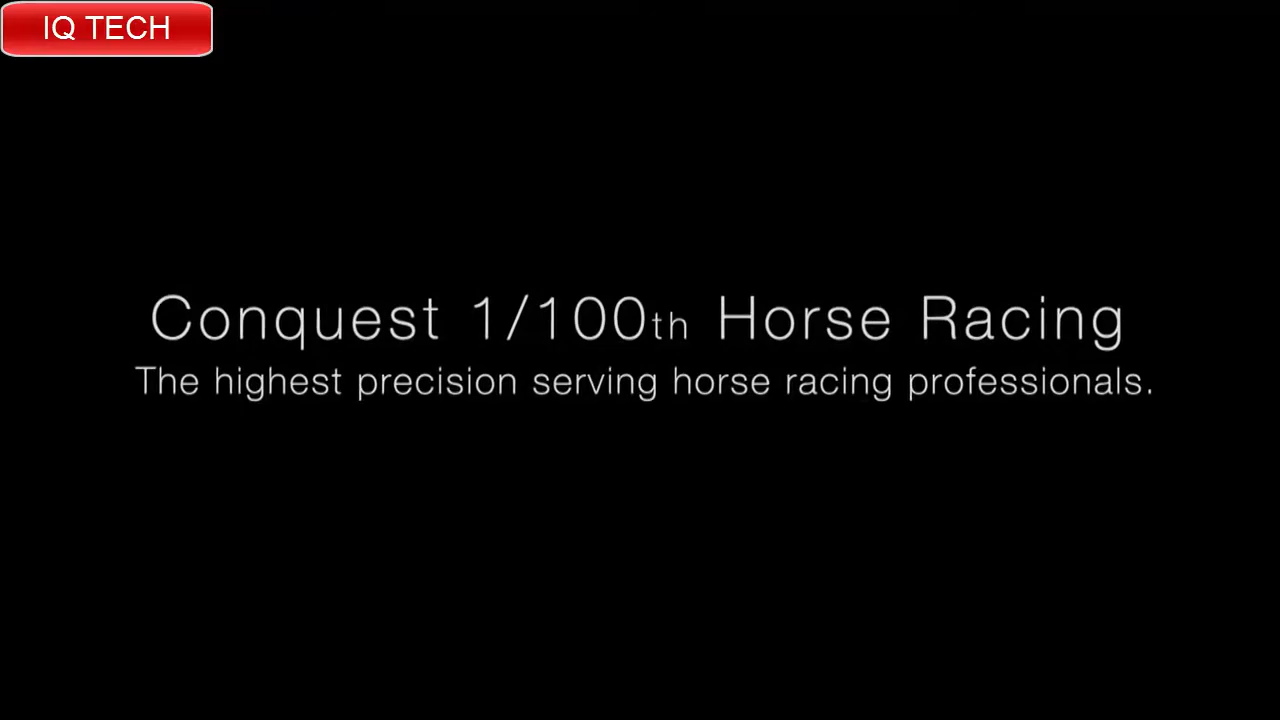 IQ TECH
Conquest 1/100th Horse Racing
The highest precision serving horse racing professionals.